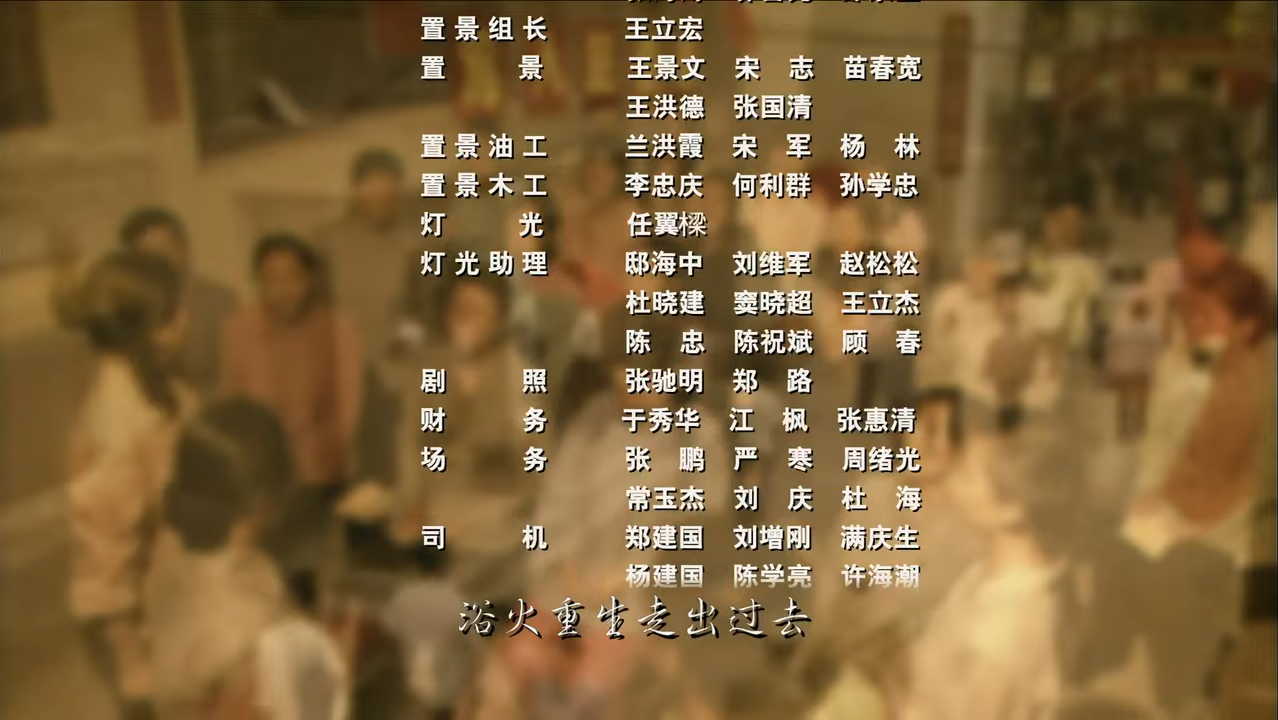 置景组长 王立宏
置景 王景文 宋志 苗春宽
王洪德 张国清
置景油工 兰洪霞 宋军 杨林
置景木工 李忠庆 何利群 孙学忠
灯光 任翼樑
灯光助理 邸海中 刘维军 赵松松
杜晓建 窦晓超 王立杰
陈忠 陈祝斌 顾春
剧照 张驰明 郑路
财务 于秀华 江枫 张惠清
场务 张鹏 严寒 周绪光
常玉杰 刘庆 杜海
司机 郑建国 刘增刚 满庆生
杨建国 陈学亮 许海潮
浴火重生走出过去